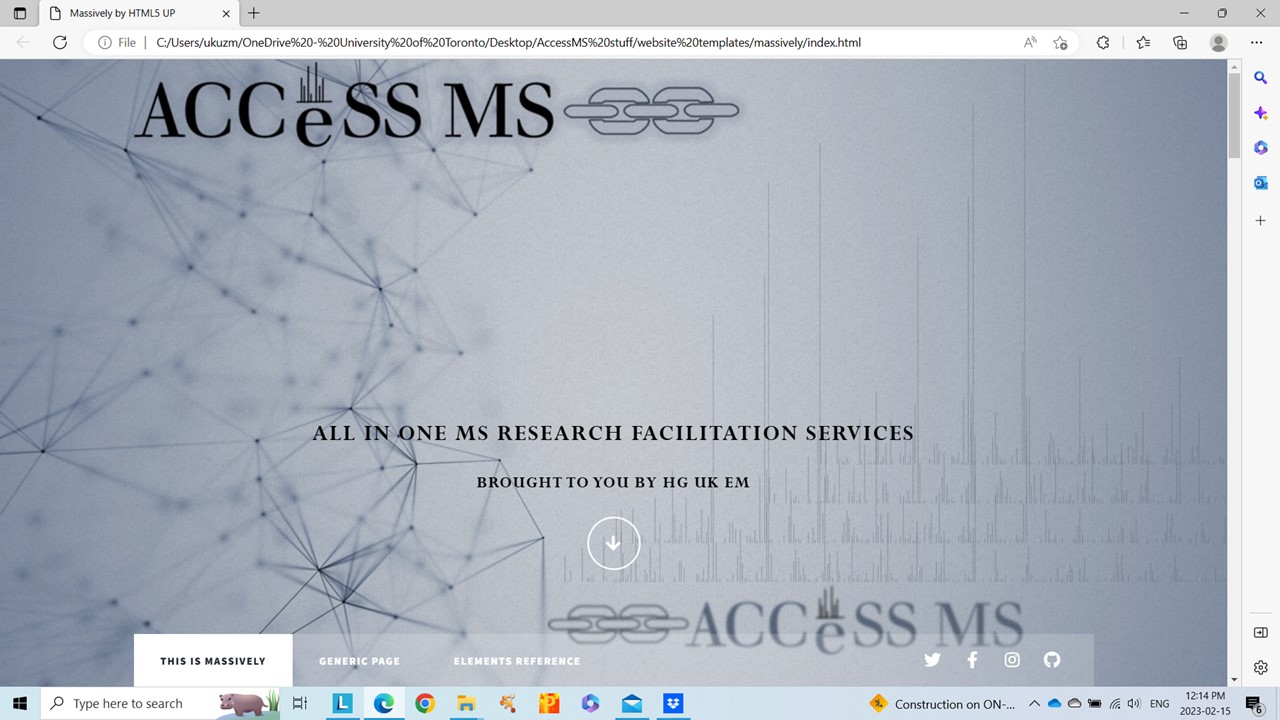 Massively by HTML5 UP
File
C:/Users/ukuzm/OneDrive%20-%20University%20of%20Toronto/Desktop/AccessMS%20stuff/website%20templates/massively/index.html
ACCeSS MS
ALL IN ONE MS RESEARCH FACILITATION SERVICES
BROUGHT TO YOU BY HG UK EM
ACCeSS MS
THIS IS MASSIVELY
GENERIC PAGE
ELEMENTS REFERENCE
Type here to search
Construction on ON-...
ENG
12:14 PM
2023-02-15
6